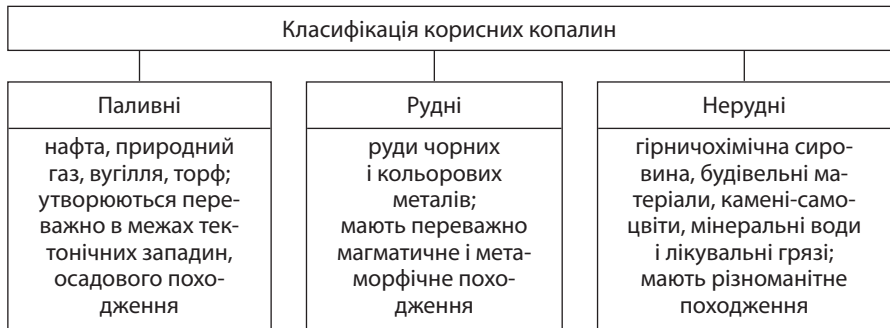 Класифікація корисних копалин
Паливні
нафта, природний
газ, вугілля, торф;
утворюються пере-
важно в межах тек-
тонічних западин,
осадового похо-
дження
Рудні
руди чорних
і кольорових
металів;
мають переважно
магматичне і мета-
морфічне похо-
дження
Нерудні
гірничохімічна сиро-
вина, будівельні ма-
теріали, камені-само-
цвіти, мінеральні води
і лікувальні грязі;
мають різноманітне
походження